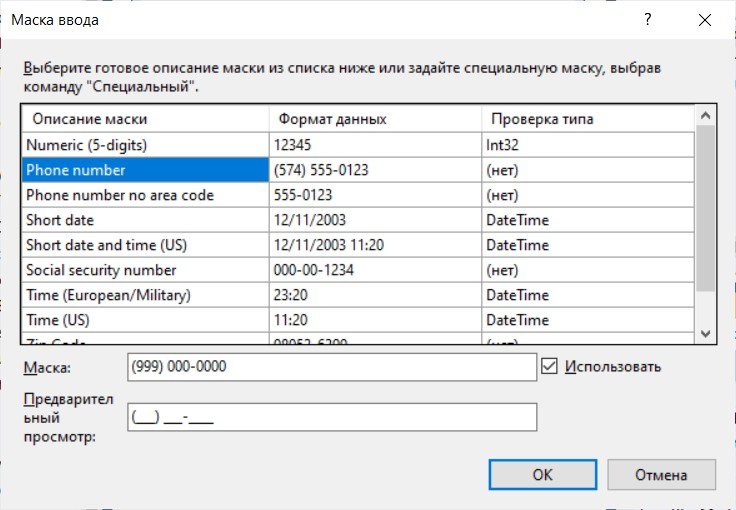 Маска ввода ?
Выберите готовое описание маски из списка ниже или задайте специальную маску, выбрав
команду "Специальный".
Описание маски Формат данных Проверка типа
Numeric (5-digits) 12345 Int32
Phone number (574) 555-0123 (нет)
Phone number no area code 555-0123 (нет)
Short date 12/11/2003 DateTime
Short date and time (US) 12/11/2003 11:20 DateTime
Social security number 000-00-1234 (нет)
Time (European/Military) 23:20 DateTime
Time (US) 11:20 DateTime
Zip Code 98052-6399 (нет)
Маска: (999) 000-0000 Использовать
Предварител
ьный
просмотр: (___) ___-____
OK Отмена